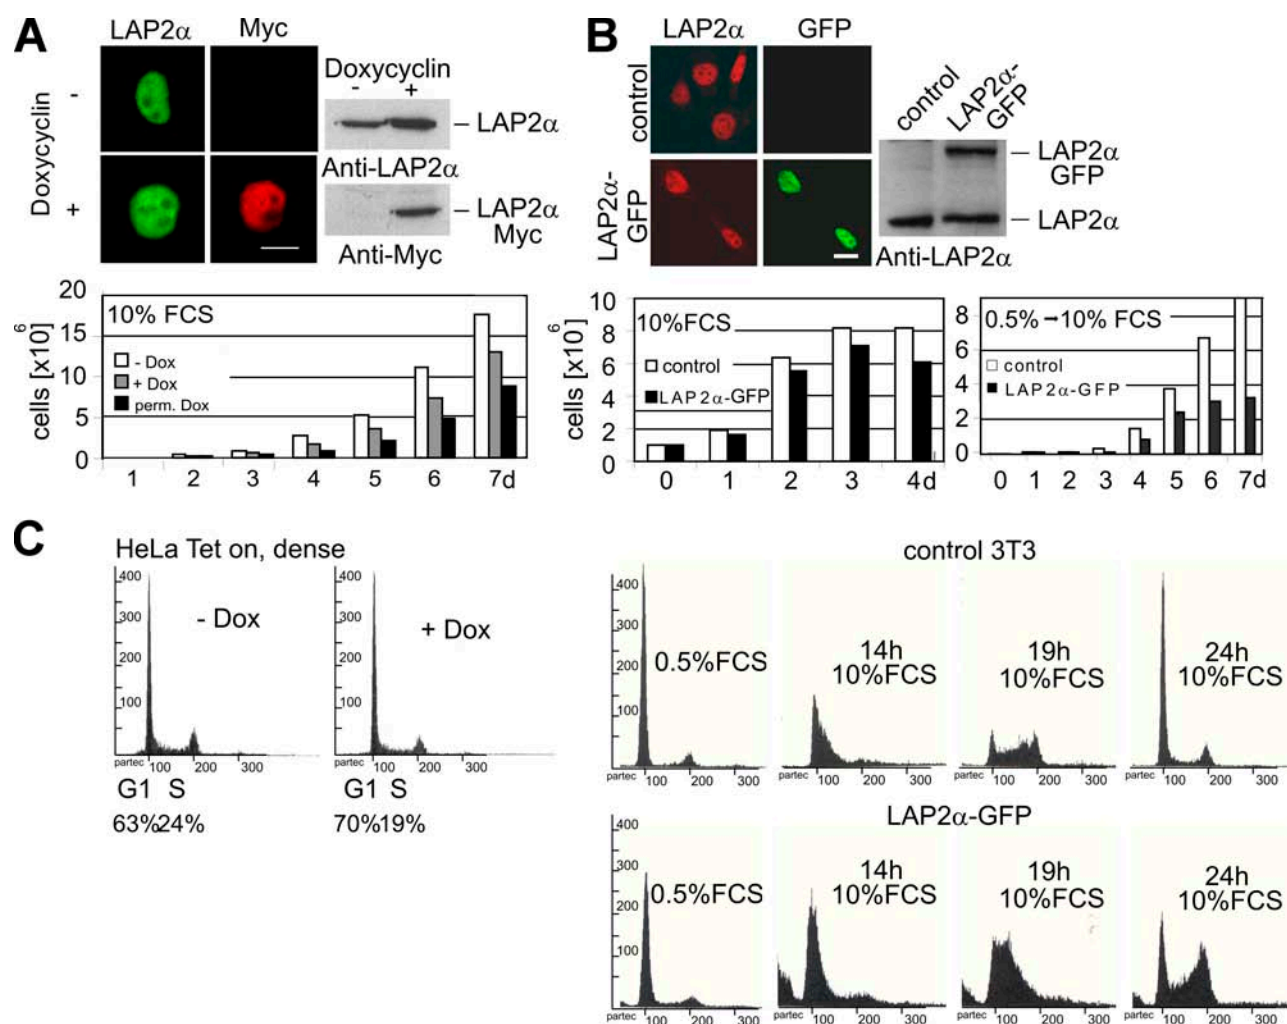 A
LAP2α Myc
Doxycyclin
-
+
Doxycyclin
- +
LAP2α
Anti-LAP2α
LAP2α
Myc
Anti-Myc
cells [x10⁶]
20
15
10
5
0
10% FCS
- Dox
+ Dox
perm. Dox
1 2 3 4 5 6 7d
B
LAP2α GFP
control
LAP2α-
GFP
control
LAP2α-
GFP
LAP2α
GFP
LAP2α
Anti-LAP2α
cells [x10⁶]
10
8
6
4
2
0
10%FCS
control
LAP2α-GFP
0 1 2 3 4d
8
6
4
2
0
0.5%→10% FCS
control
LAP2α-GFP
0 1 2 3 4 5 6 7d
C
HeLa Tet on, dense
400
300
200
100
- Dox
partec 100 200 300
G1 S
63%24%
400
300
200
100
+ Dox
partec 100 200 300
G1 S
70%19%
control 3T3
400
300
200
100
0.5%FCS
14h
10%FCS
19h
10%FCS
24h
10%FCS
partec 100 200 300
partec 100 200 300
partec 100 200 300
partec 100 200 300
LAP2α-GFP
400
300
200
100
0.5%FCS
14h
10%FCS
19h
10%FCS
24h
10%FCS
partec 100 200 300
partec 100 200 300
partec 100 200 300
partec 100 200 300